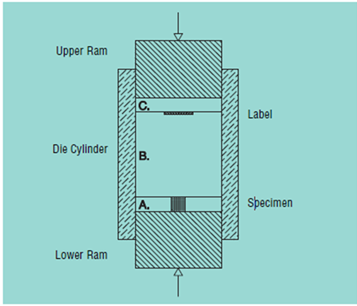 Upper Ram
C.
Label
Die Cylinder
B.
A.
Specimen
Lower Ram